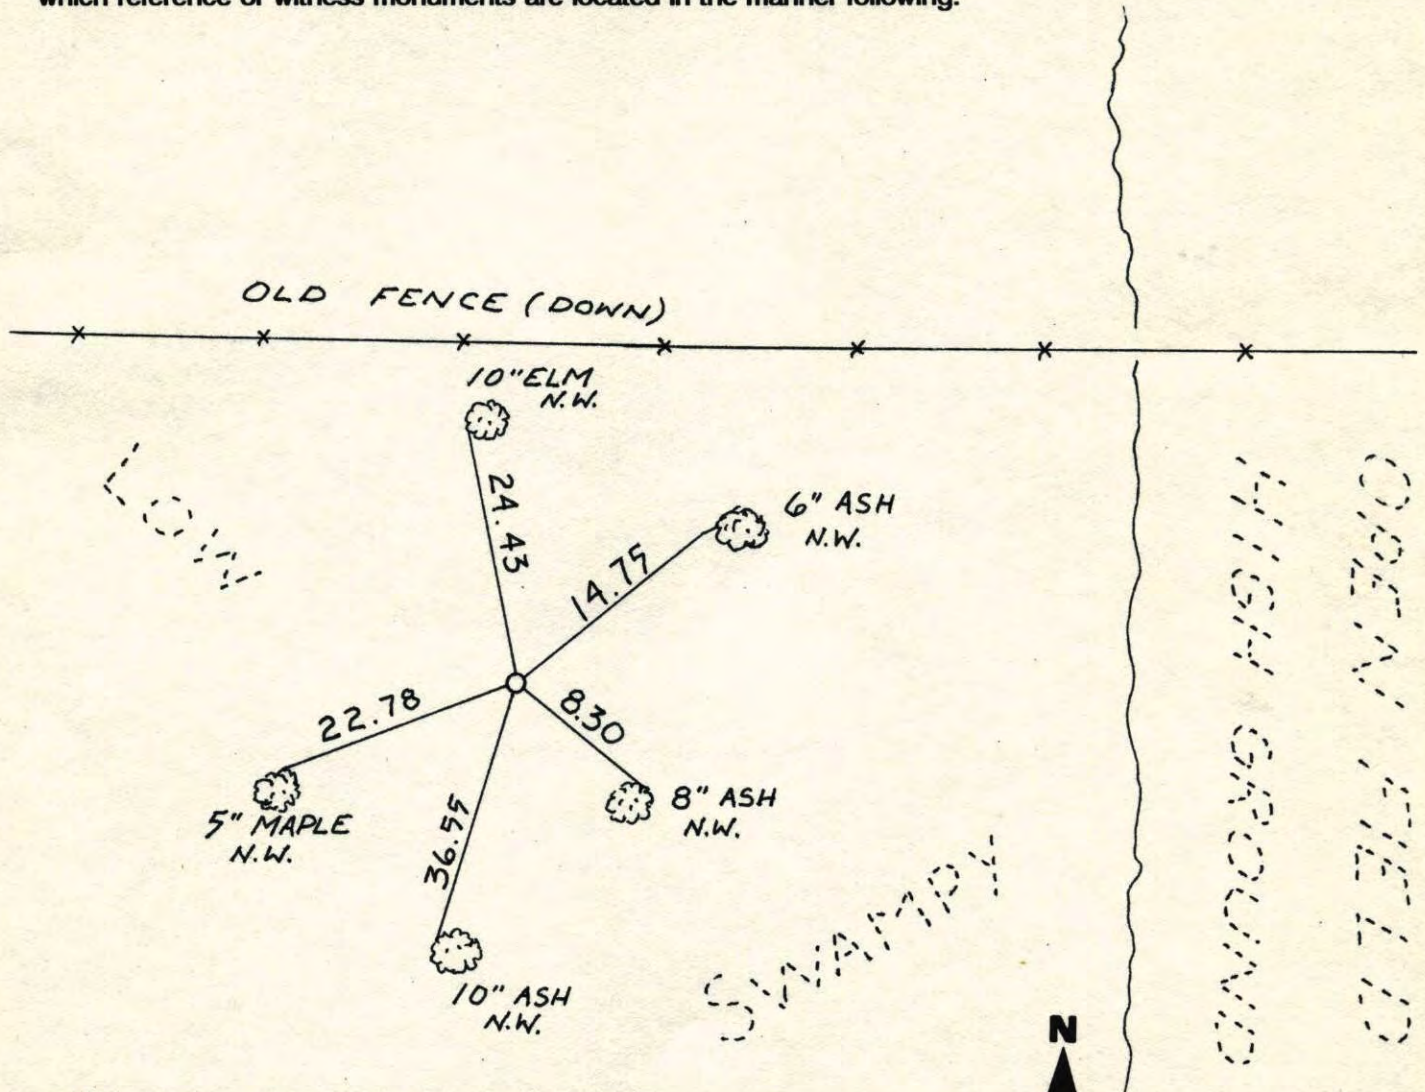 which reference or witness monuments are located in the manner following:
OLD FENCE (DOWN)
10" ELM
N.W.
24.43
6" ASH
N.W.
14.75
LOW
22.78
8.30
5" MAPLE
N.W.
36.55
8" ASH
N.W.
10" ASH
N.W.
SWAMPY
HIGH GROUND
OPEN FIELD
N